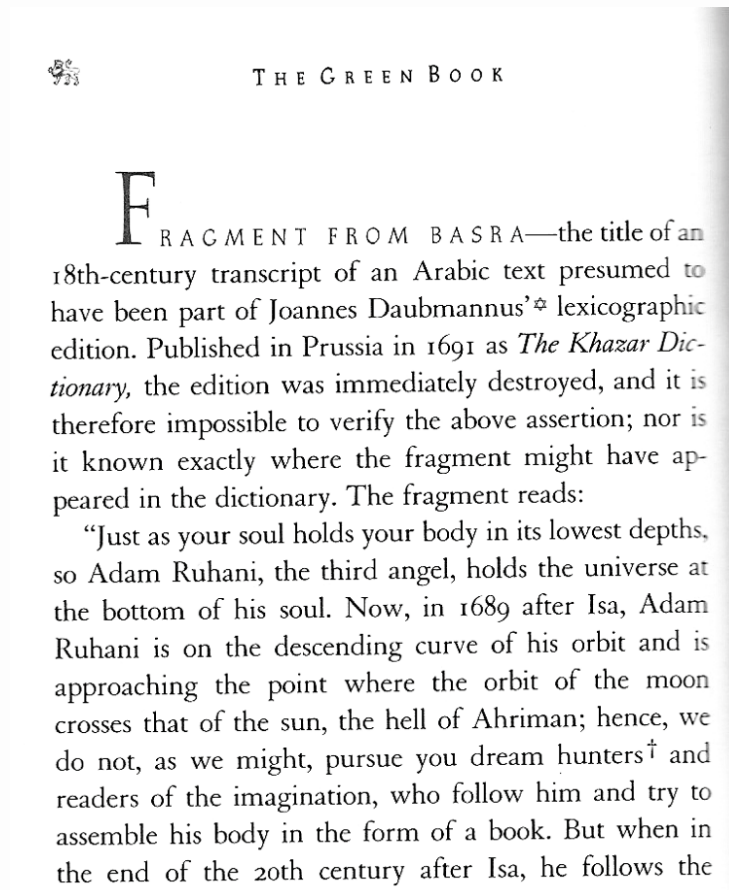 THE GREEN BOOK
FRAGMENT FROM BASRA—the title of an
18th-century transcript of an Arabic text presumed to
have been part of Joannes Daubmannus’✡ lexicographic
edition. Published in Prussia in 1691 as The Khazar Dic-
tionary, the edition was immediately destroyed, and it is
therefore impossible to verify the above assertion; nor is
it known exactly where the fragment might have ap-
peared in the dictionary. The fragment reads:
“Just as your soul holds your body in its lowest depths,
so Adam Ruhani, the third angel, holds the universe at
the bottom of his soul. Now, in 1689 after Isa, Adam
Ruhani is on the descending curve of his orbit and is
approaching the point where the orbit of the moon
crosses that of the sun, the hell of Ahriman; hence, we
do not, as we might, pursue you dream hunters† and
readers of the imagination, who follow him and try to
assemble his body in the form of a book. But when in
the end of the 20th century after Isa, he follows the